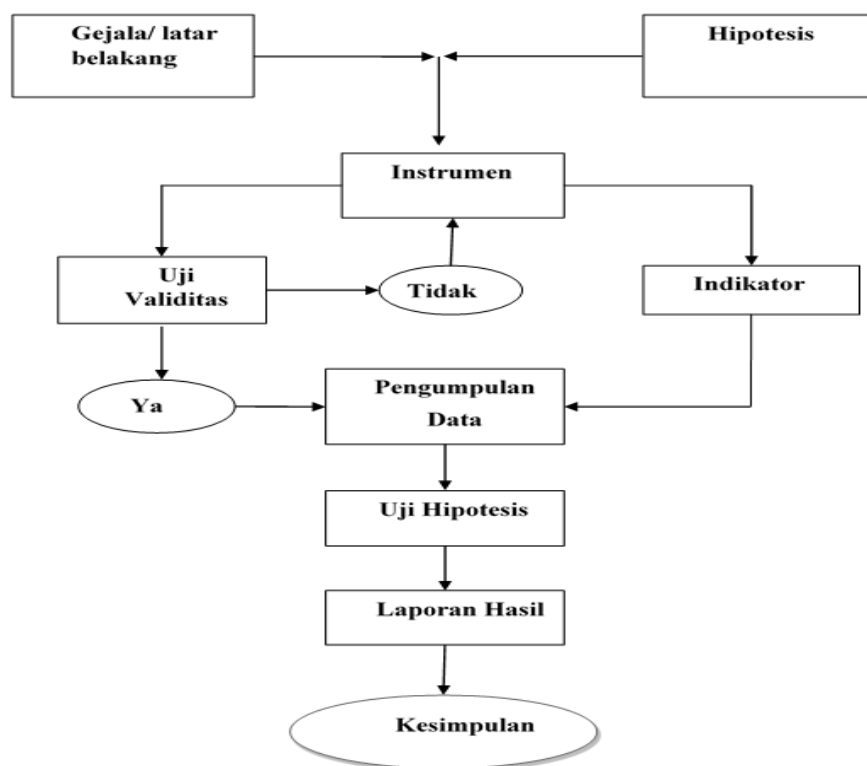 Gejala/ latar
belakang
Hipotesis
Instrumen
Uji
Validitas
Tidak
Indikator
Ya
Pengumpulan
Data
Uji Hipotesis
Laporan Hasil
Kesimpulan